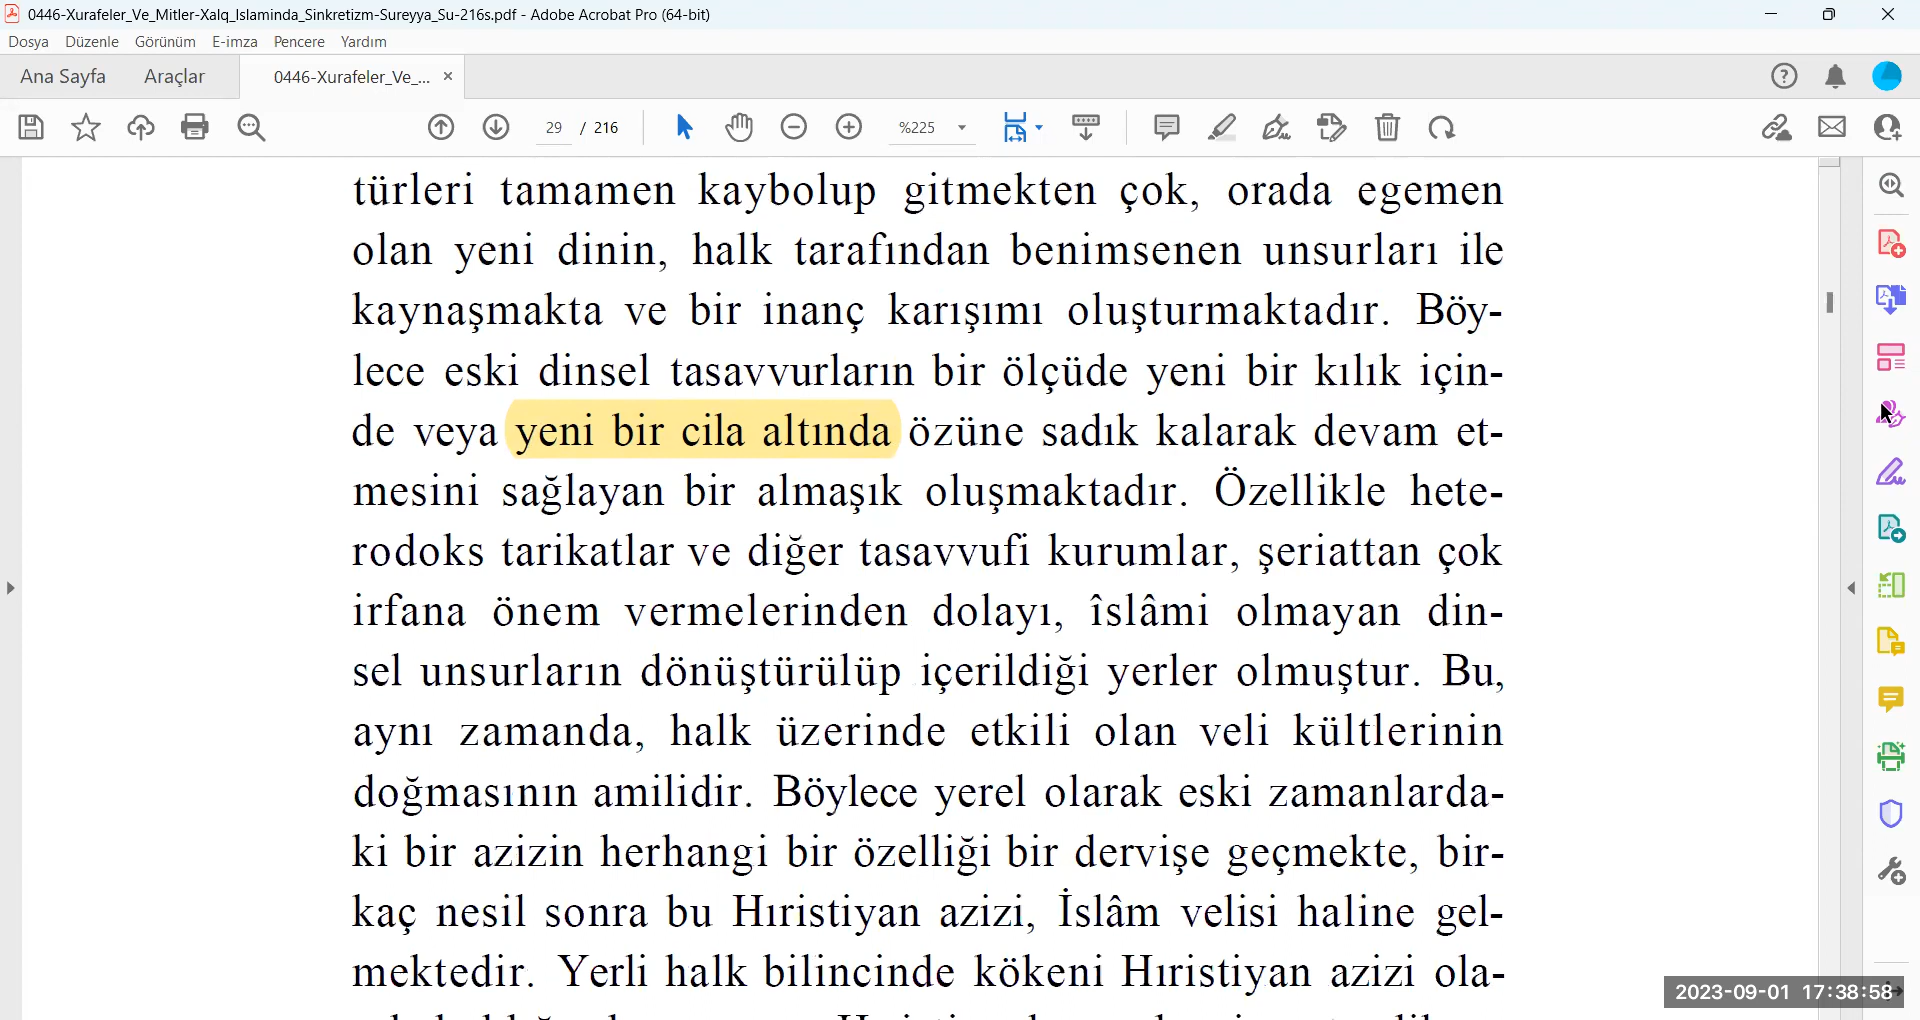 0446-Xurafeler_Ve_Mitler-Xalq_Islaminda_Sinkretizm-Sureyya_Su-216s.pdf - Adobe Acrobat Pro (64-bit)
Dosya Düzenle Görünüm E-imza Pencere Yardım
Ana Sayfa Araçlar 0446-Xurafeler_Ve_... ×
29 / 216 %225
türleri tamamen kaybolup gitmekten çok, orada egemen
olan yeni dinin, halk tarafından benimsenen unsurları ile
kaynaşmakta ve bir inanç karışımı oluşturmaktadır. Böy-
lece eski dinsel tasavvurların bir ölçüde yeni bir kılık için-
de veya yeni bir cila altında özüne sadık kalarak devam et-
mesini sağlayan bir almaşık oluşmaktadır. Özellikle hete-
rodoks tarikatlar ve diğer tasavvufi kurumlar, şeriattan çok
irfana önem vermelerinden dolayı, îslâmi olmayan din-
sel unsurların dönüştürülüp içerildiği yerler olmuştur. Bu,
aynı zamanda, halk üzerinde etkili olan veli kültlerinin
doğmasının amilidir. Böylece yerel olarak eski zamanlarda-
ki bir azizin herhangi bir özelliği bir dervişe geçmekte, bir-
kaç nesil sonra bu Hıristiyan azizi, İslâm velisi haline gel-
mektedir. Yerli halk bilincinde kökeni Hıristiyan azizi ola-
2023-09-01 17:38:58